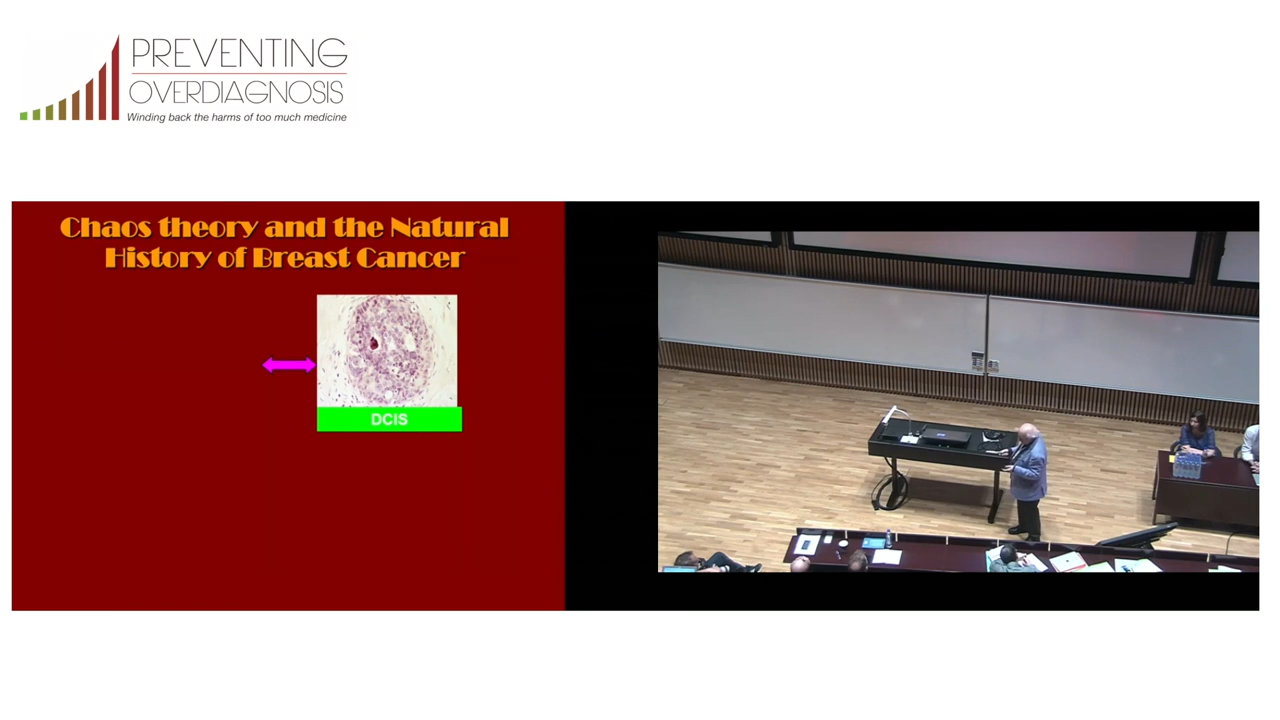 PREVENTING
OVERDIAGNOSIS
Winding back the harms of too much medicine
Chaos theory and the Natural
History of Breast Cancer
DCIS